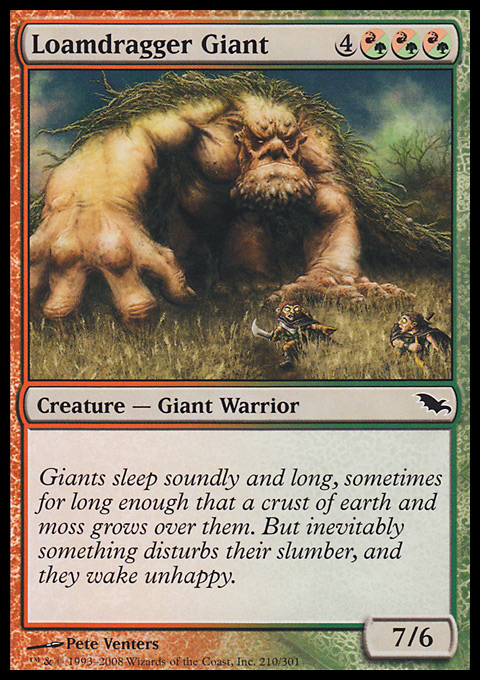 Loamdragger Giant 4
Creature — Giant Warrior
Giants sleep soundly and long, sometimes
for long enough that a crust of earth and
moss grows over them. But inevitably
something disturbs their slumber, and
they wake unhappy.
Pete Venters
7/6
™ & © 1993–2008 Wizards of the Coast, Inc. 210/301